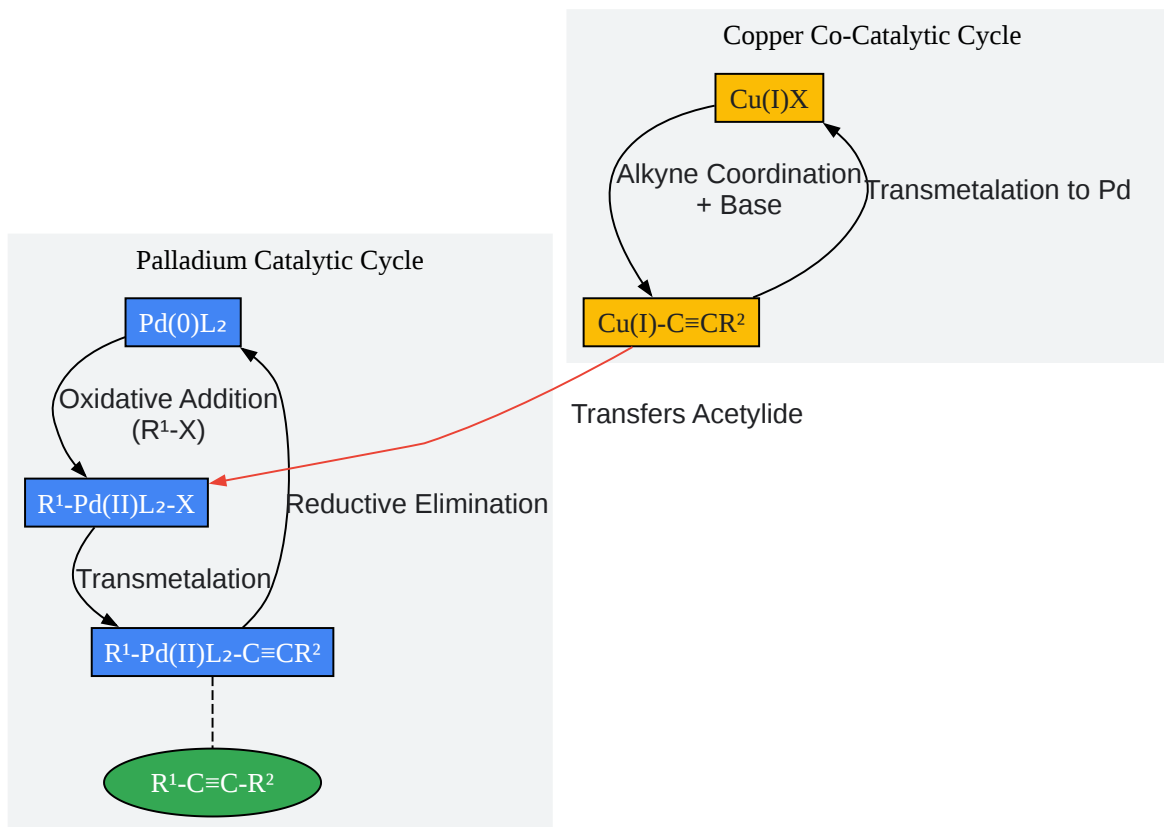 Copper Co-Catalytic Cycle
Cu(I)X
Alkyne Coordination
+ Base
Transmetalation to Pd
Cu(I)-C≡CR²
Transfers Acetylide
Palladium Catalytic Cycle
Pd(0)L₂
Oxidative Addition
(R¹-X)
R¹-Pd(II)L₂-X
Reductive Elimination
Transmetalation
R¹-Pd(II)L₂-C≡CR²
R¹-C≡C-R²